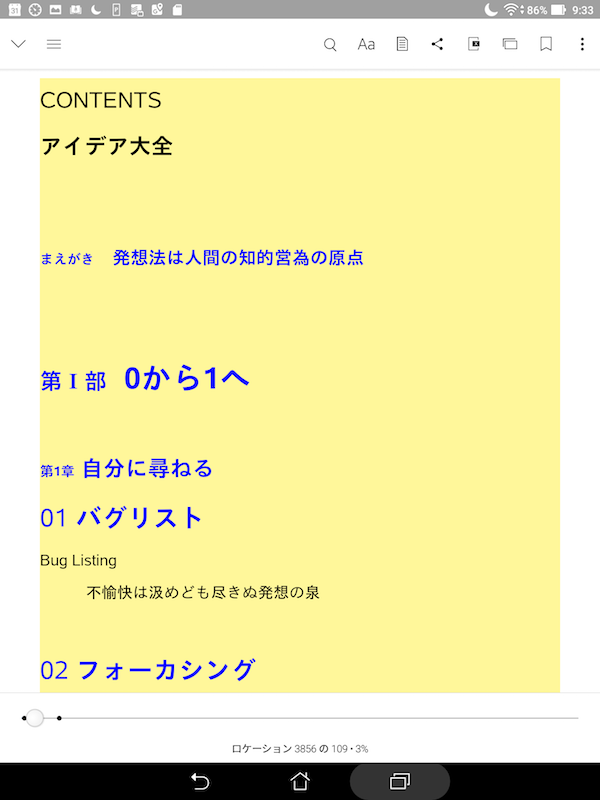 31
86%
9:33
Aa
CONTENTS
アイデア大全
まえがき 発想法は人間の知的営為の原点
第Ⅰ部 0から1へ
第1章 自分に尋ねる
01 バグリスト
Bug Listing
不愉快は汲めども尽きぬ発想の泉
02 フォーカシング
ロケーション 3856 の 109 • 3%